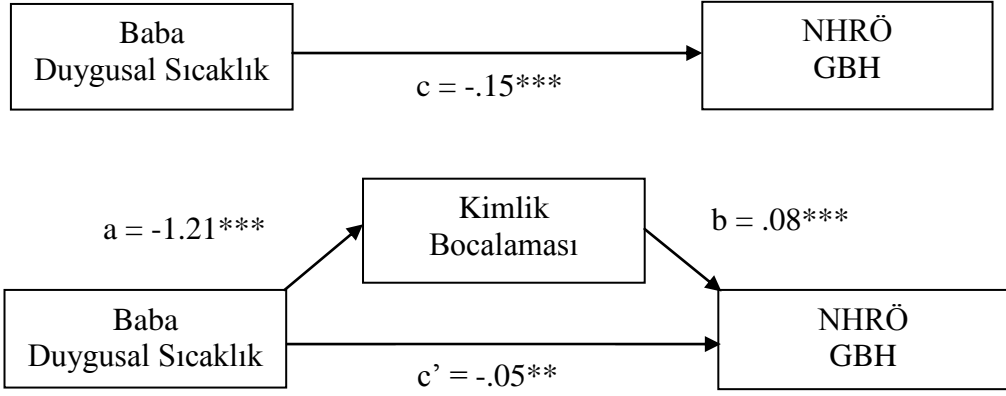 Baba
Duygusal Sıcaklık
NHRÖ
GBH
c = -.15***
Kimlik
Bocalaması
a = -1.21***
b = .08***
Baba
Duygusal Sıcaklık
NHRÖ
GBH
c’ = -.05**